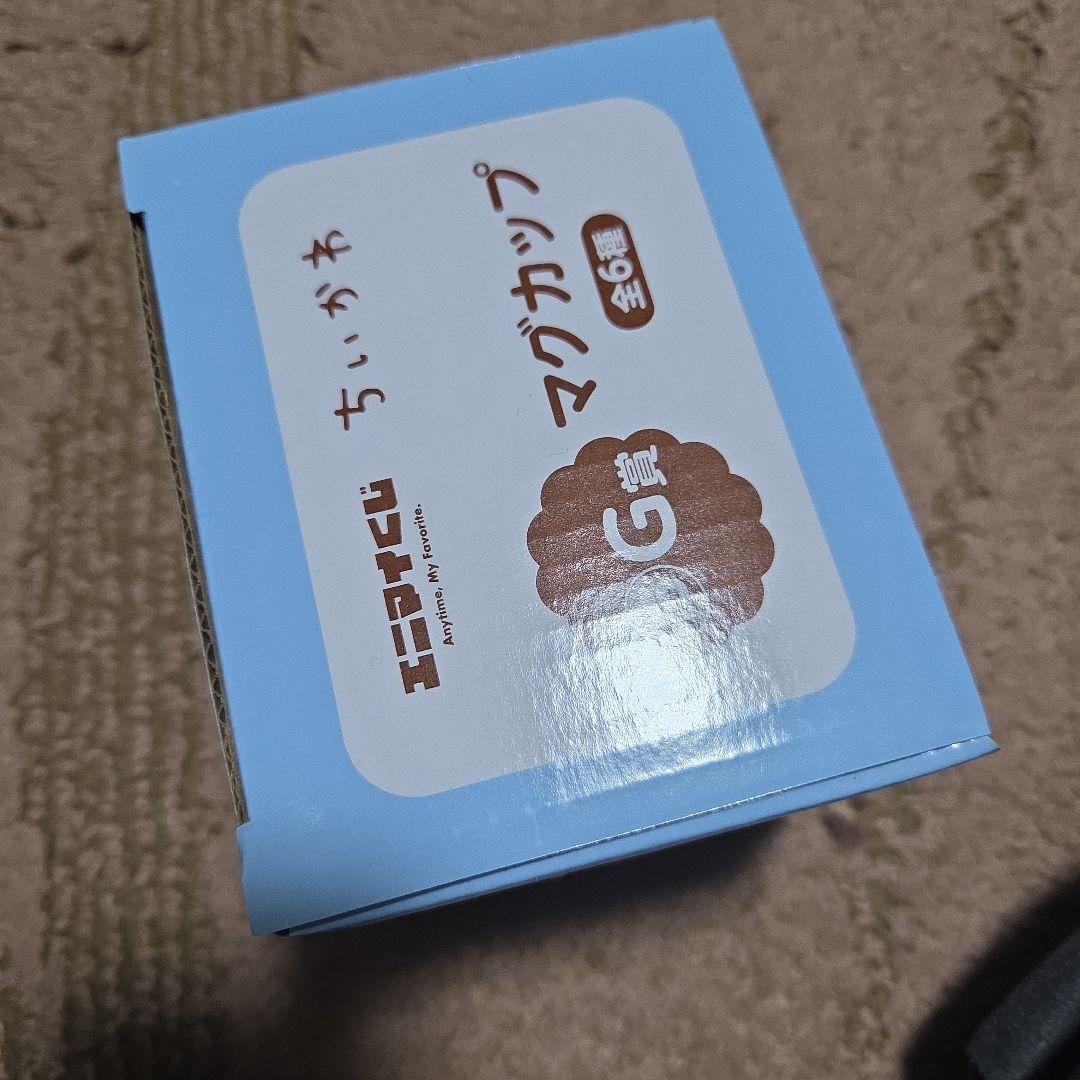 エニマイくじ
Anytime, My Favorite.
ちいかわ
G賞
マグカップ
全6種